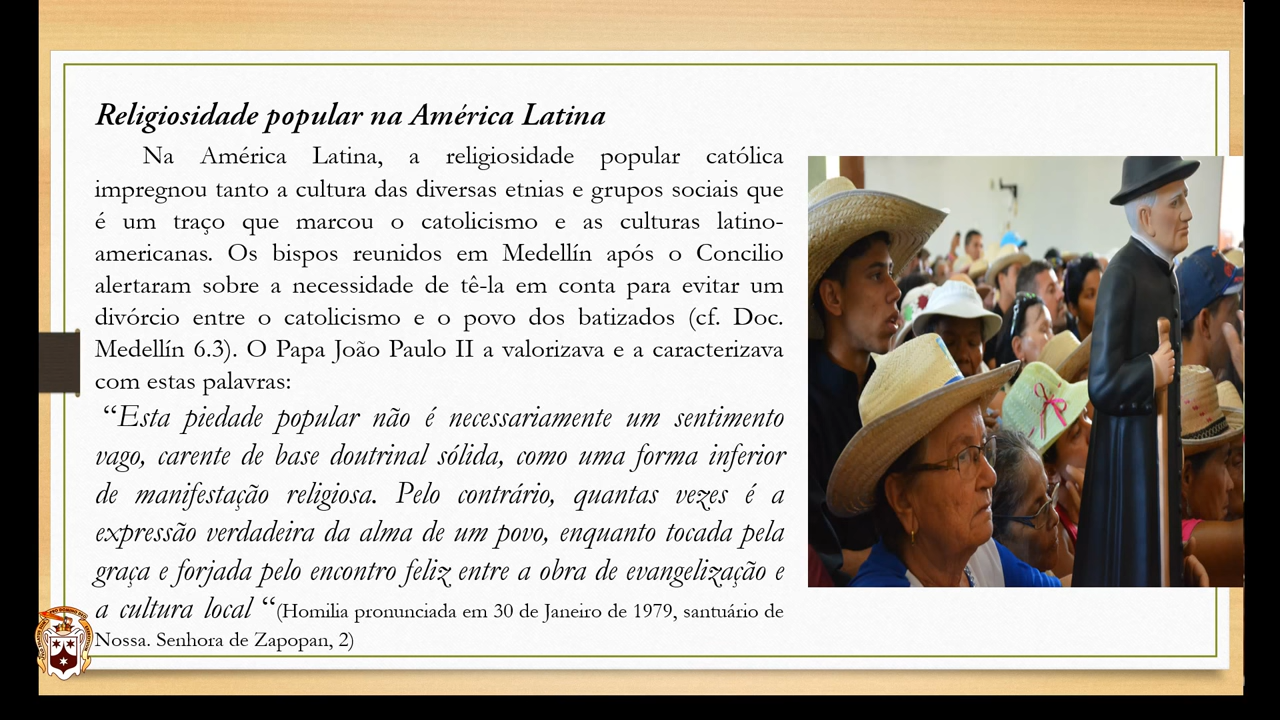 Religiosidade popular na América Latina
Na América Latina, a religiosidade popular católica
impregnou tanto a cultura das diversas etnias e grupos sociais que
é um traço que marcou o catolicismo e as culturas latino-
americanas. Os bispos reunidos em Medellín após o Concilio
alertaram sobre a necessidade de tê-la em conta para evitar um
divórcio entre o catolicismo e o povo dos batizados (cf. Doc.
Medellín 6.3). O Papa João Paulo II a valorizava e a caracterizava
com estas palavras:
“Esta piedade popular não é necessariamente um sentimento
vago, carente de base doutrinal sólida, como uma forma inferior
de manifestação religiosa. Pelo contrário, quantas vezes é a
expressão verdadeira da alma de um povo, enquanto tocada pela
graça e forjada pelo encontro feliz entre a obra de evangelização e
a cultura local “(Homilia pronunciada em 30 de Janeiro de 1979, santuário de
Nossa. Senhora de Zapopan, 2)